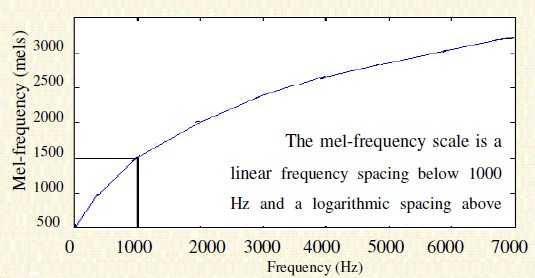 3000
2500
2000
1500
1000
500
Mel-frequency (mels)
The mel-frequency scale is a
linear frequency spacing below 1000
Hz and a logarithmic spacing above
0 1000 2000 3000 4000 5000 6000 7000
Frequency (Hz)